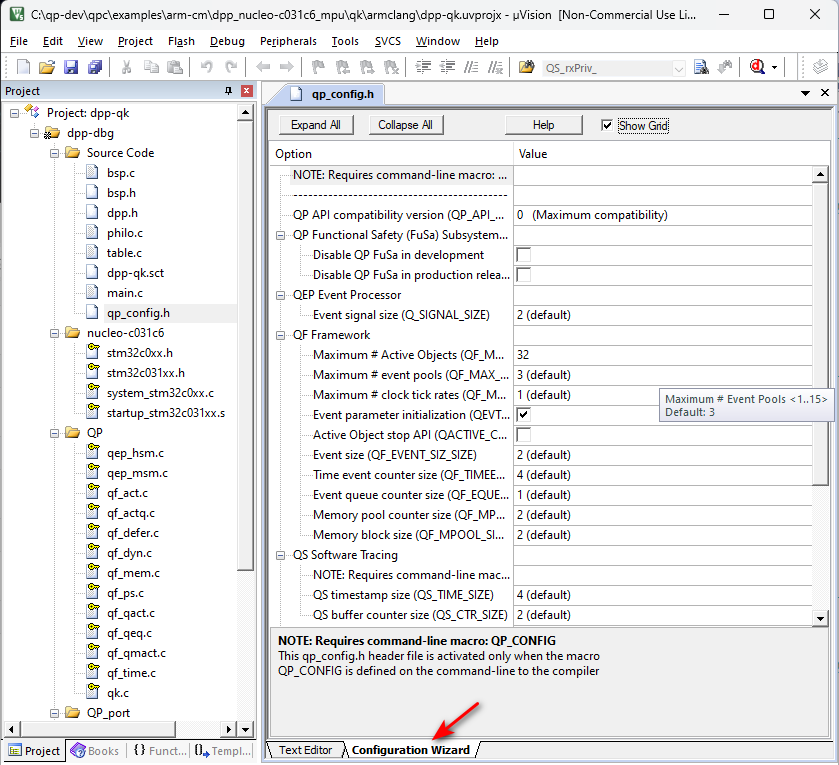 C:\qp-dev\qpc\examples\arm-cm\dpp_nucleo-c031c6_mpu\qk\armclang\dpp-qk.uvprojx - µVision [Non-Commercial Use Li...
File Edit View Project Flash Debug Peripherals Tools SVCS Window Help
QS_rxPriv_
Project
qp_config.h
Project: dpp-qk
dpp-dbg
Source Code
bsp.c
bsp.h
dpp.h
philo.c
table.c
dpp-qk.sct
main.c
qp_config.h
nucleo-c031c6
stm32c0xx.h
stm32c031xx.h
system_stm32c0xx.c
startup_stm32c031xx.s
QP
qep_hsm.c
qep_msm.c
qf_act.c
qf_actq.c
qf_defer.c
qf_dyn.c
qf_mem.c
qf_ps.c
qf_qact.c
qf_qeq.c
qf_qmact.c
qf_time.c
qk.c
QP_port
Project Books {} Funct... 0 Templ...
Expand All Collapse All Help Show Grid
Option Value
NOTE: Requires command-line macro: ...
-------------------------------------------
QP API compatibility version (QP_API_... 0 (Maximum compatibility)
QP Functional Safety (FuSa) Subsystem...
Disable QP FuSa in development
Disable QP FuSa in production relea...
QEP Event Processor
Event signal size (Q_SIGNAL_SIZE) 2 (default)
QF Framework
Maximum # Active Objects (QF_M... 32
Maximum # event pools (QF_MAX_... 3 (default)
Maximum # clock tick rates (QF_M... 1 (default)
Event parameter initialization (QEVT...
Active Object stop API (QACTIVE_C...
Event size (QF_EVENT_SIZ_SIZE) 2 (default)
Time event counter size (QF_TIMEE... 4 (default)
Event queue counter size (QF_EQUE... 1 (default)
Memory pool counter size (QF_MP... 2 (default)
Memory block size (QF_MPOOL_SI... 2 (default)
QS Software Tracing
NOTE: Requires command-line mac...
QS timestamp size (QS_TIME_SIZE) 4 (default)
QS buffer counter size (QS_CTR_SIZE) 2 (default)
Maximum # Event Pools <1..15>
Default: 3
NOTE: Requires command-line macro: QP_CONFIG
This qp_config.h header file is activated only when the macro
QP_CONFIG is defined on the command-line to the compiler
Text Editor Configuration Wizard